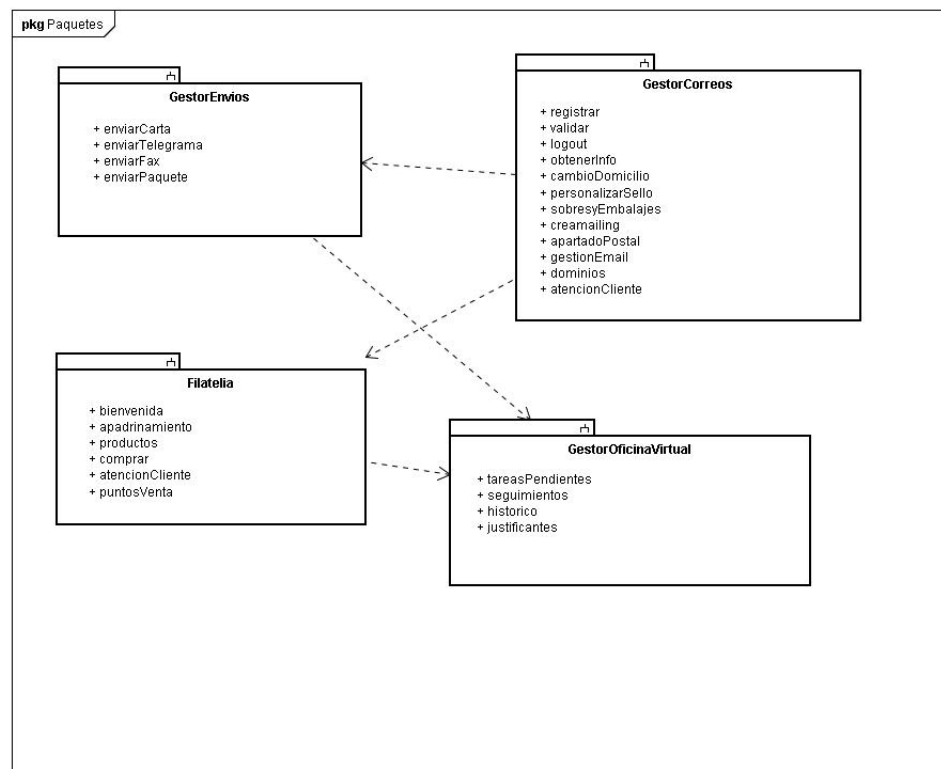 pkg Paquetes
GestorEnvios
+ enviarCarta
+ enviarTelegrama
+ enviarFax
+ enviarPaquete
GestorCorreos
+ registrar
+ validar
+ logout
+ obtenerInfo
+ cambioDomicilio
+ personalizarSello
+ sobresyEmbalajes
+ creamailing
+ apartadoPostal
+ gestionEmail
+ dominios
+ atencionCliente
Filatelia
+ bienvenida
+ apadrinamiento
+ productos
+ comprar
+ atencionCliente
+ puntosVenta
GestorOficinaVirtual
+ tareasPendientes
+ seguimientos
+ historico
+ justificantes